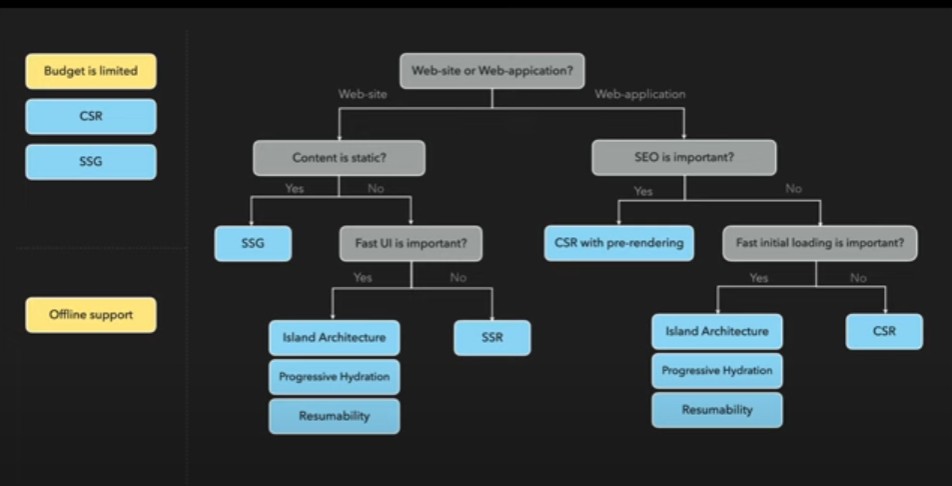 Budget is limited
CSR
SSG
Offline support
Web-site or Web-appication?
Web-site
Web-application
Content is static?
SEO is important?
Yes
No
Yes
No
SSG
Fast UI is important?
CSR with pre-rendering
Fast initial loading is important?
Yes
No
Yes
No
Island Architecture
Progressive Hydration
Resumability
SSR
Island Architecture
Progressive Hydration
Resumability
CSR